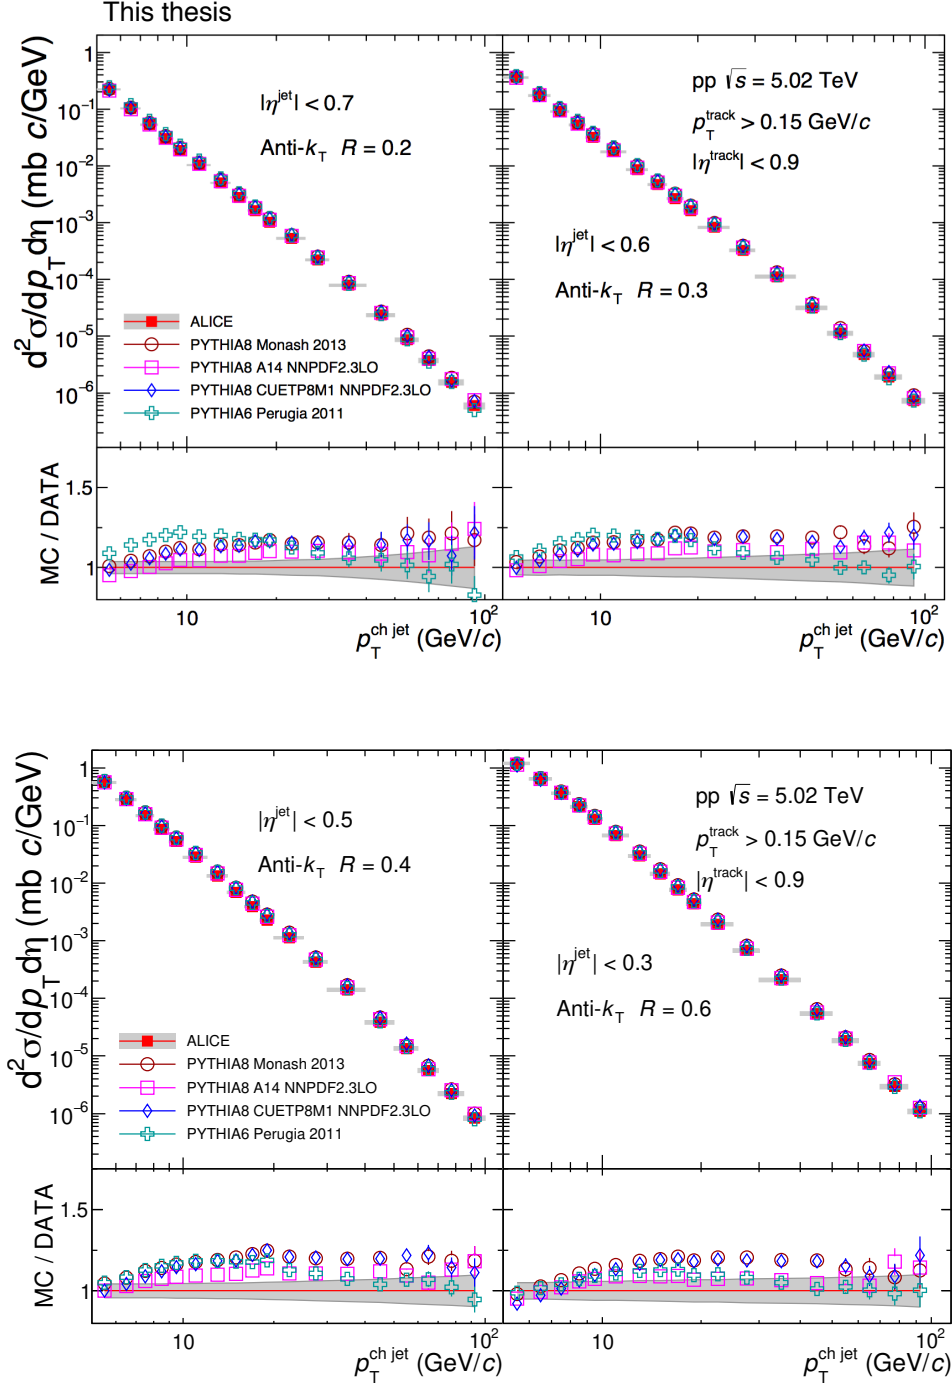 This thesis
d²σ/dp_T dη (mb c/GeV)
1
10⁻¹
10⁻²
10⁻³
10⁻⁴
10⁻⁵
10⁻⁶
|η^jet| < 0.7
Anti-k_T R = 0.2
ALICE
PYTHIA8 Monash 2013
PYTHIA8 A14 NNPDF2.3LO
PYTHIA8 CUETP8M1 NNPDF2.3LO
PYTHIA6 Perugia 2011
pp √s = 5.02 TeV
p_T^track > 0.15 GeV/c
|η^track| < 0.9
|η^jet| < 0.6
Anti-k_T R = 0.3
MC / DATA
1.5
1
10
10²
p_T^ch jet (GeV/c)
10
10²
p_T^ch jet (GeV/c)
d²σ/dp_T dη (mb c/GeV)
1
10⁻¹
10⁻²
10⁻³
10⁻⁴
10⁻⁵
10⁻⁶
|η^jet| < 0.5
Anti-k_T R = 0.4
ALICE
PYTHIA8 Monash 2013
PYTHIA8 A14 NNPDF2.3LO
PYTHIA8 CUETP8M1 NNPDF2.3LO
PYTHIA6 Perugia 2011
pp √s = 5.02 TeV
p_T^track > 0.15 GeV/c
|η^track| < 0.9
|η^jet| < 0.3
Anti-k_T R = 0.6
MC / DATA
1.5
1
10
10²
p_T^ch jet (GeV/c)
10
10²
p_T^ch jet (GeV/c)